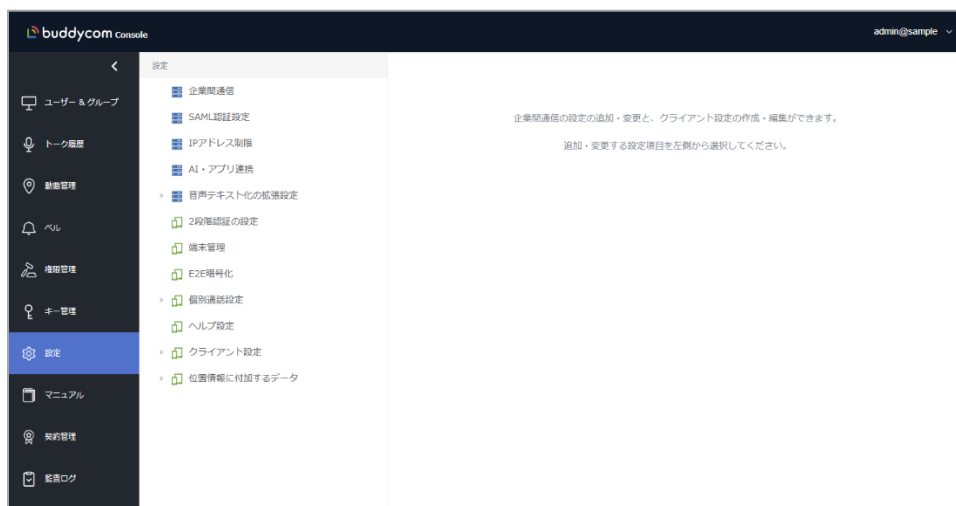 buddycom Console
admin@sample
ユーザー & グループ
トーク履歴
動態管理
ベル
権限管理
キー管理
設定
マニュアル
契約管理
監査ログ
設定
企業間通信
SAML認証設定
IPアドレス制限
AI・アプリ連携
音声テキスト化の拡張設定
2段階認証の設定
端末管理
E2E暗号化
個別通話設定
ヘルプ設定
クライアント設定
位置情報に付加するデータ
企業間通信の設定の追加・変更と、クライアント設定の作成・編集ができます。
追加・変更する設定項目を左側から選択してください。